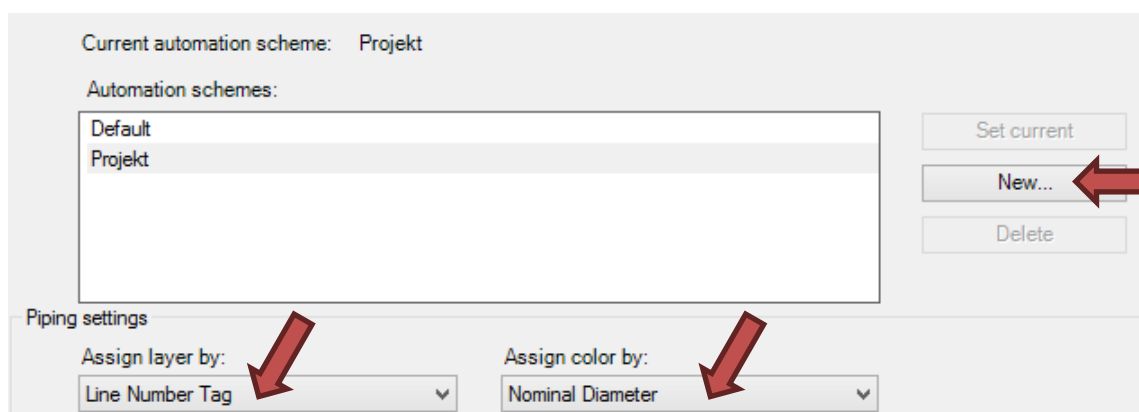 Current automation scheme: Projekt
Automation schemes:
Default
Projekt
Set current
New...
Delete
Piping settings
Assign layer by:
Assign color by:
Line Number Tag
Nominal Diameter